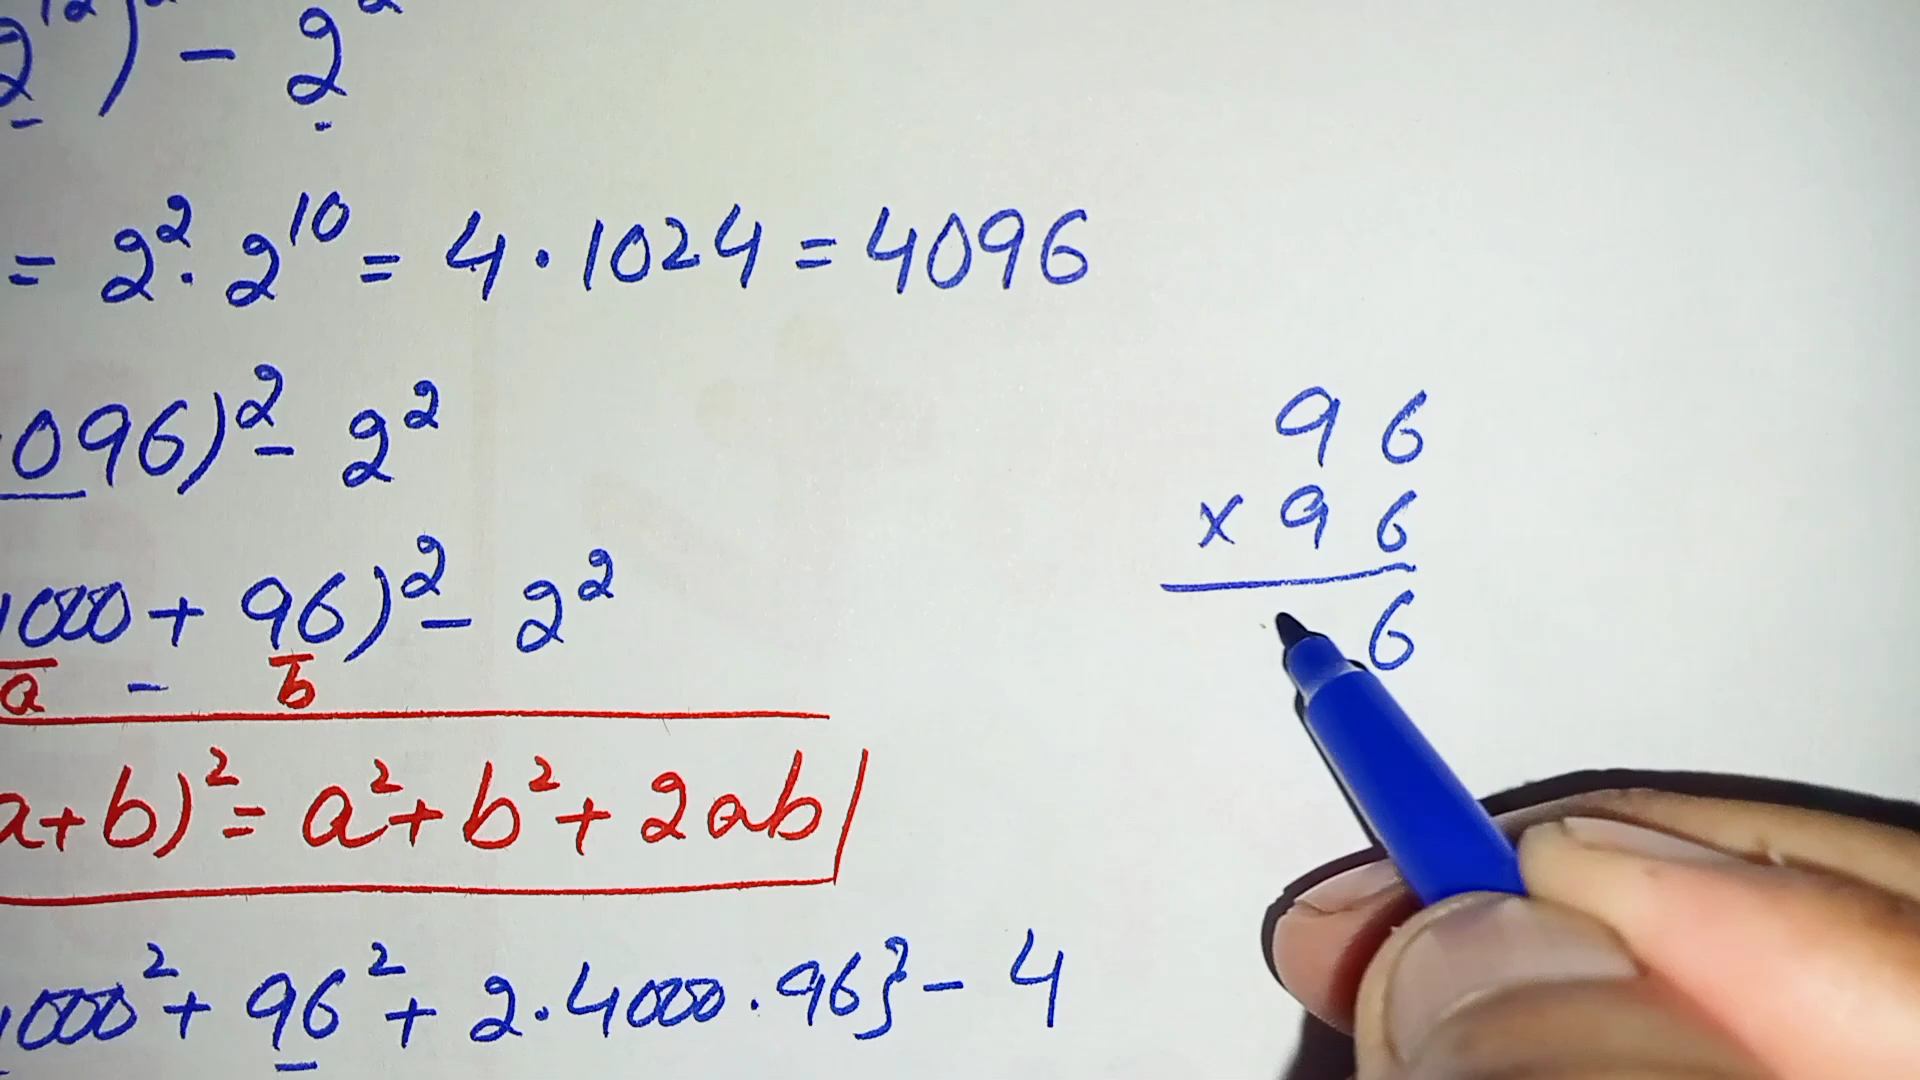 2¹²)² - 2²
= 2² · 2¹⁰ = 4 · 1024 = 4096
096)² - 2²
000 + 96)² - 2²
a - b
a+b)² = a² + b² + 2ab
000² + 96² + 2·4000·96} - 4
96
× 96
6